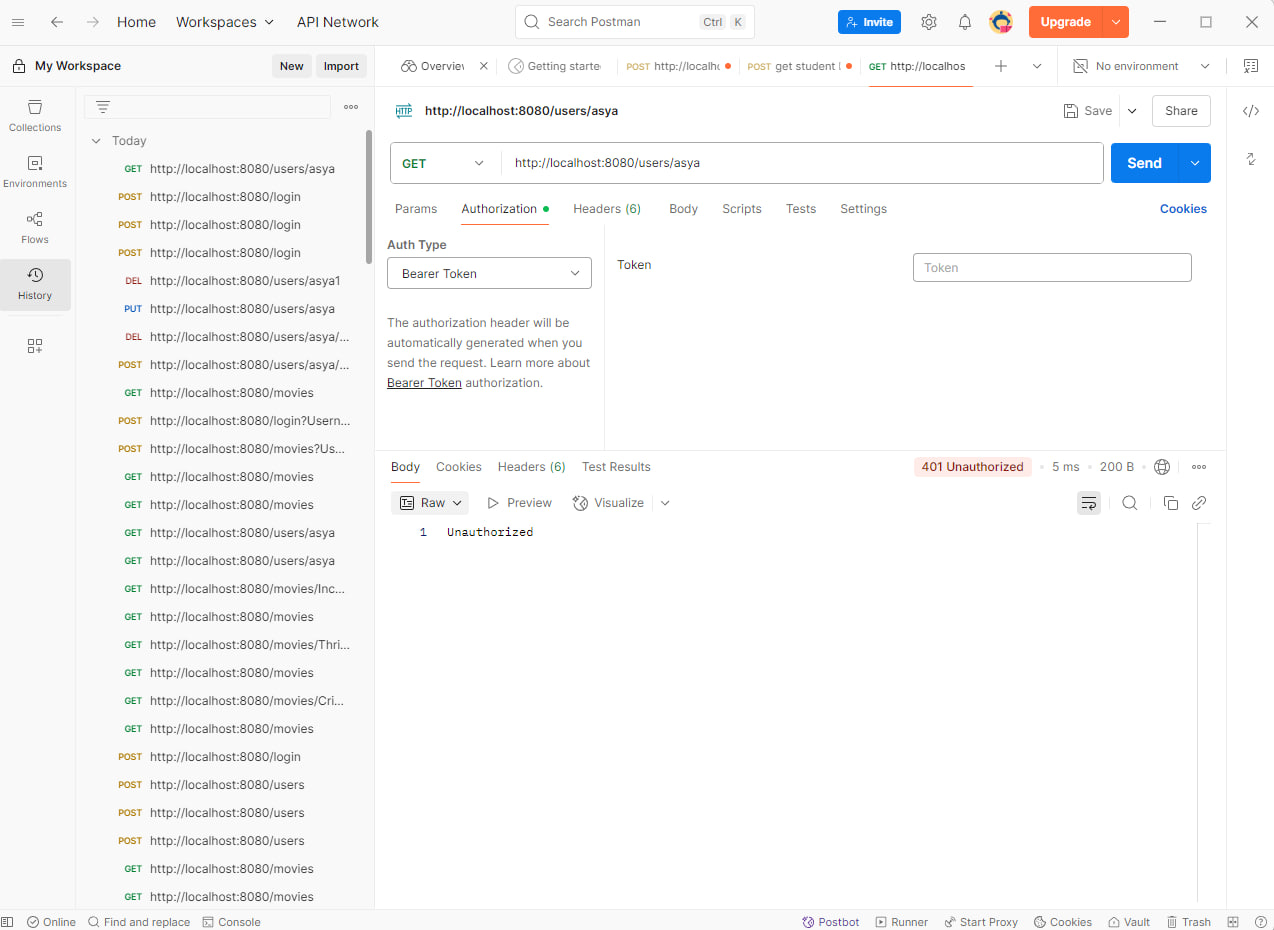 Home Workspaces API Network Search Postman Ctrl K Invite Upgrade
My Workspace New Import
Overview Getting starte POST http://localho POST get student l GET http://localhos No environment
Collections
Environments
Flows
History
Today
GET http://localhost:8080/users/asya
POST http://localhost:8080/login
POST http://localhost:8080/login
POST http://localhost:8080/login
DEL http://localhost:8080/users/asya1
PUT http://localhost:8080/users/asya
DEL http://localhost:8080/users/asya/...
POST http://localhost:8080/users/asya/...
GET http://localhost:8080/movies
POST http://localhost:8080/login?Usern...
POST http://localhost:8080/movies?Us...
GET http://localhost:8080/movies
GET http://localhost:8080/movies
GET http://localhost:8080/users/asya
GET http://localhost:8080/users/asya
GET http://localhost:8080/movies/Inc...
GET http://localhost:8080/movies
GET http://localhost:8080/movies/Thri...
GET http://localhost:8080/movies
GET http://localhost:8080/movies/Cri...
GET http://localhost:8080/movies
POST http://localhost:8080/login
POST http://localhost:8080/users
POST http://localhost:8080/users
POST http://localhost:8080/users
GET http://localhost:8080/movies
GET http://localhost:8080/movies
HTTP http://localhost:8080/users/asya Save Share
GET http://localhost:8080/users/asya Send
Params Authorization Headers (6) Body Scripts Tests Settings Cookies
Auth Type
Bearer Token
Token Token
The authorization header will be
automatically generated when you
send the request. Learn more about
Bearer Token authorization.
Body Cookies Headers (6) Test Results 401 Unauthorized 5 ms 200 B
Raw Preview Visualize
1 Unauthorized
Online Find and replace Console Postbot Runner Start Proxy Cookies Vault Trash